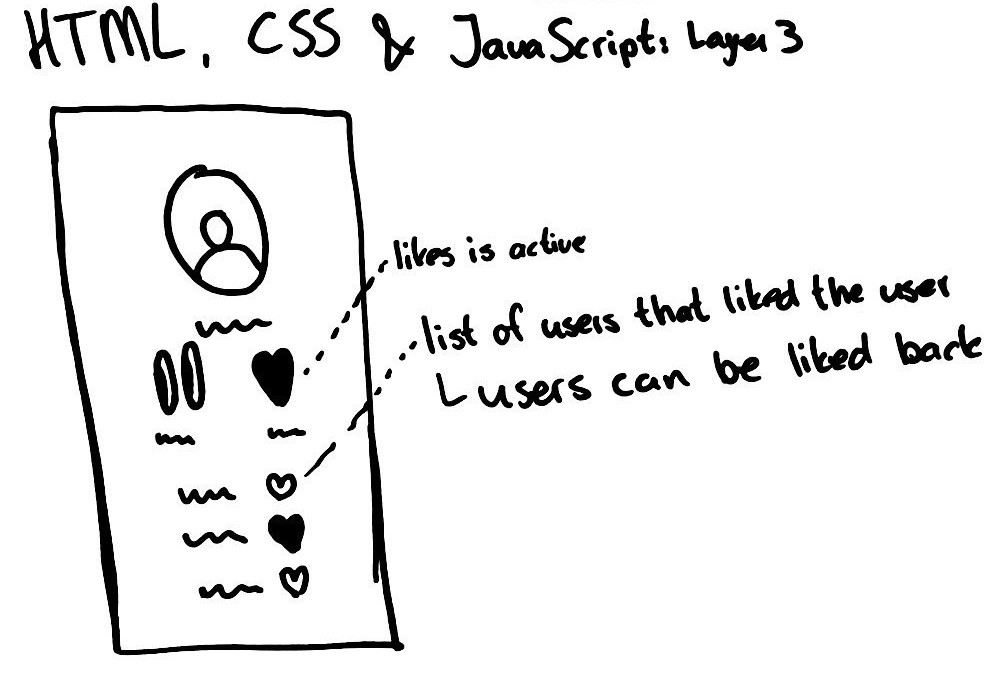 HTML, CSS & JavaScript: Layer 3
likes is active
list of users that liked the user
users can be liked back